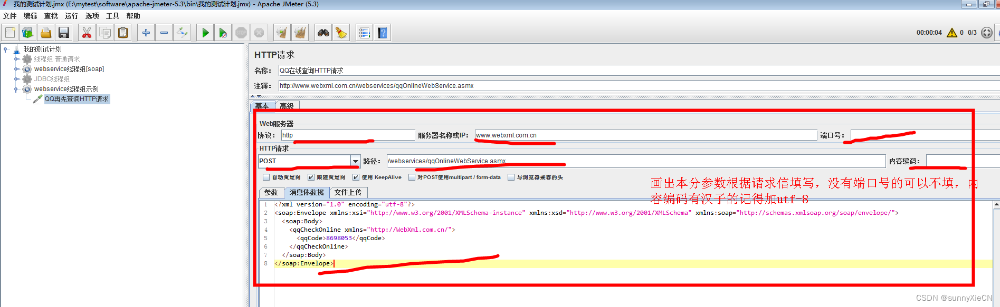 我的测试计划.jmx (E:\mytest\software\apache-jmeter-5.3\bin\我的测试计划.jmx) - Apache JMeter (5.3)
文件 编辑 查找 运行 选项 工具 帮助
00:00:04 0 0/3
我的测试计划
线程组 普通请求
webservice线程组[soap]
JDBC线程组
webservice线程组示例
QQ再先查询HTTP请求
HTTP请求
名称： QQ在线查询HTTP请求
注释： http://www.webxml.com.cn/webservices/qqOnlineWebService.asmx
基本 高级
Web服务器
协议： http 服务器名称或IP： www.webxml.com.cn 端口号：
HTTP请求
POST 路径： /webservices/qqOnlineWebService.asmx 内容编码：
自动重定向 跟随重定向 使用 KeepAlive 对POST使用multipart / form-data 与浏览器兼容的头
参数 消息体数据 文件上传
1 <?xml version="1.0" encoding="utf-8"?>
2 <soap:Envelope xmlns:xsi="http://www.w3.org/2001/XMLSchema-instance" xmlns:xsd="http://www.w3.org/2001/XMLSchema" xmlns:soap="http://schemas.xmlsoap.org/soap/envelope/">
3 <soap:Body>
4 <qqCheckOnline xmlns="http://WebXml.com.cn/">
5 <qqCode>8698053</qqCode>
6 </qqCheckOnline>
7 </soap:Body>
8 </soap:Envelope>
画出本分参数根据请求信填写，没有端口号的可以不填，内
容编码有汉子的记得加utf-8
CSDN @sunnyXieCN